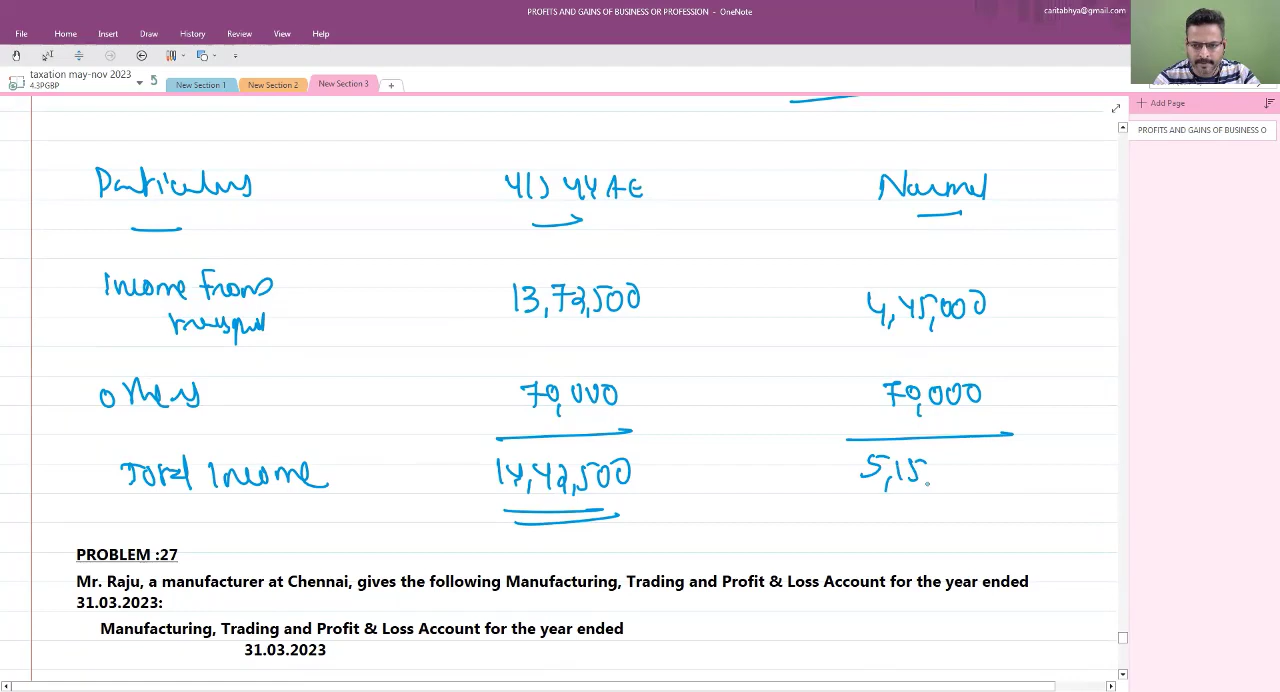 PROFITS AND GAINS OF BUSINESS OR PROFESSION - OneNote
caritabhya@gmail.com
File Home Insert Draw History Review View Help
taxation may-nov 2023
4.3PGBP
New Section 1 New Section 2 New Section 3 +
Add Page
PROFITS AND GAINS OF BUSINESS O
Particulars U/s 44AE Normal
Income from 13,72,500 4,45,000
others 70,000 70,000
Total Income 14,42,500 5,15
PROBLEM :27
Mr. Raju, a manufacturer at Chennai, gives the following Manufacturing, Trading and Profit & Loss Account for the year ended
31.03.2023:
Manufacturing, Trading and Profit & Loss Account for the year ended
31.03.2023